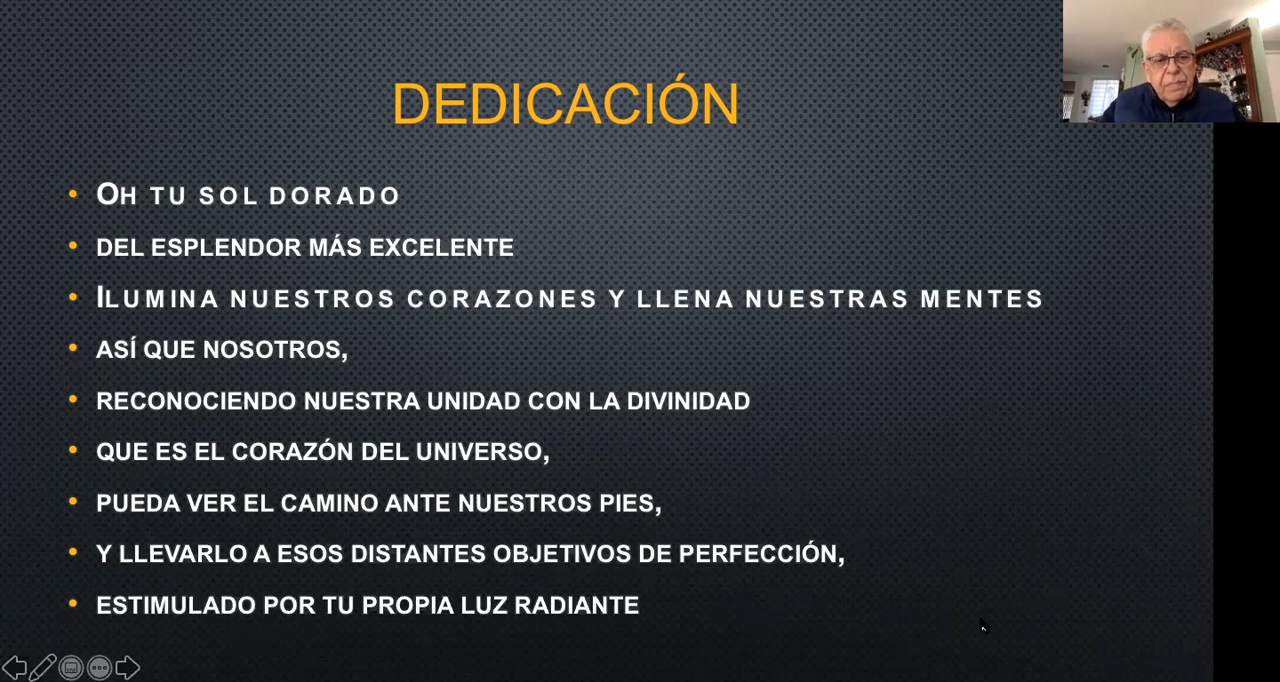 DEDICACIÓN
OH TU SOL DORADO
DEL ESPLENDOR MÁS EXCELENTE
ILUMINA NUESTROS CORAZONES Y LLENA NUESTRAS MENTES
ASÍ QUE NOSOTROS,
RECONOCIENDO NUESTRA UNIDAD CON LA DIVINIDAD
QUE ES EL CORAZÓN DEL UNIVERSO,
PUEDA VER EL CAMINO ANTE NUESTROS PIES,
Y LLEVARLO A ESOS DISTANTES OBJETIVOS DE PERFECCIÓN,
ESTIMULADO POR TU PROPIA LUZ RADIANTE